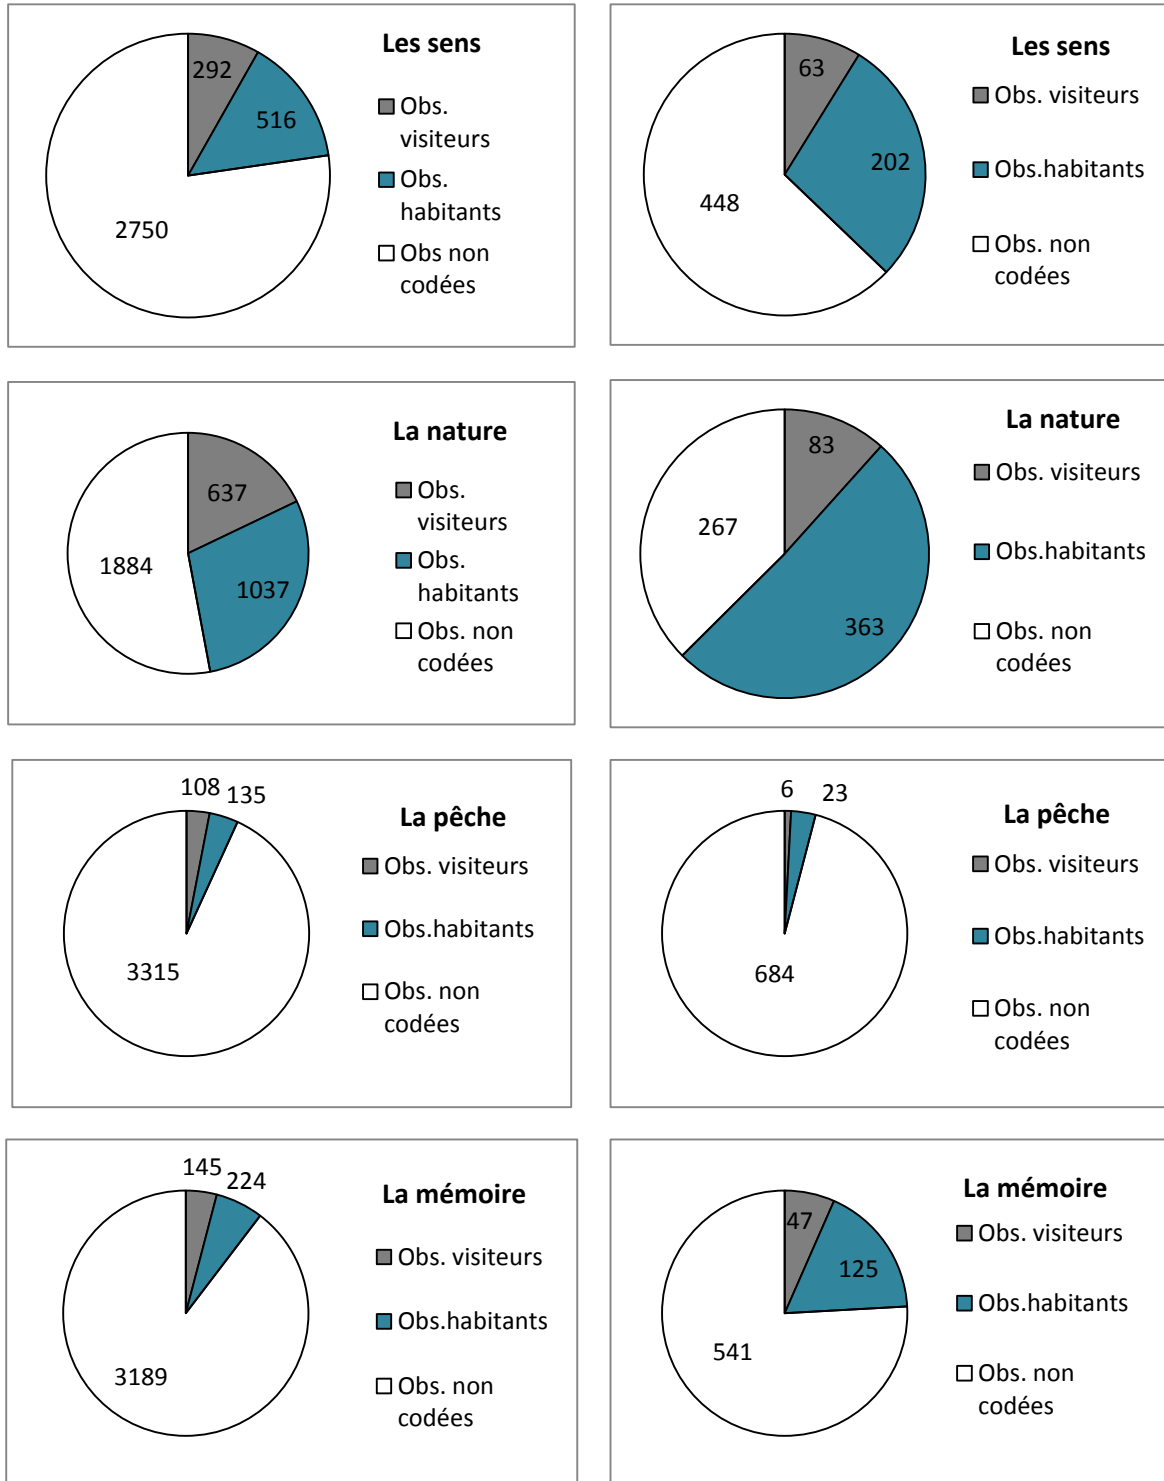 Les sens
292
516
2750
Obs.
visiteurs
Obs.
habitants
Obs non
codées
Les sens
63
202
448
Obs. visiteurs
Obs.habitants
Obs. non
codées
La nature
637
1037
1884
Obs.
visiteurs
Obs.
habitants
Obs. non
codées
La nature
83
363
267
Obs. visiteurs
Obs.habitants
Obs. non
codées
La pêche
108
135
3315
Obs. visiteurs
Obs.habitants
Obs. non
codées
La pêche
6
23
684
Obs. visiteurs
Obs.habitants
Obs. non
codées
La mémoire
145
224
3189
Obs. visiteurs
Obs.habitants
Obs. non
codées
La mémoire
47
125
541
Obs. visiteurs
Obs.habitants
Obs. non
codées